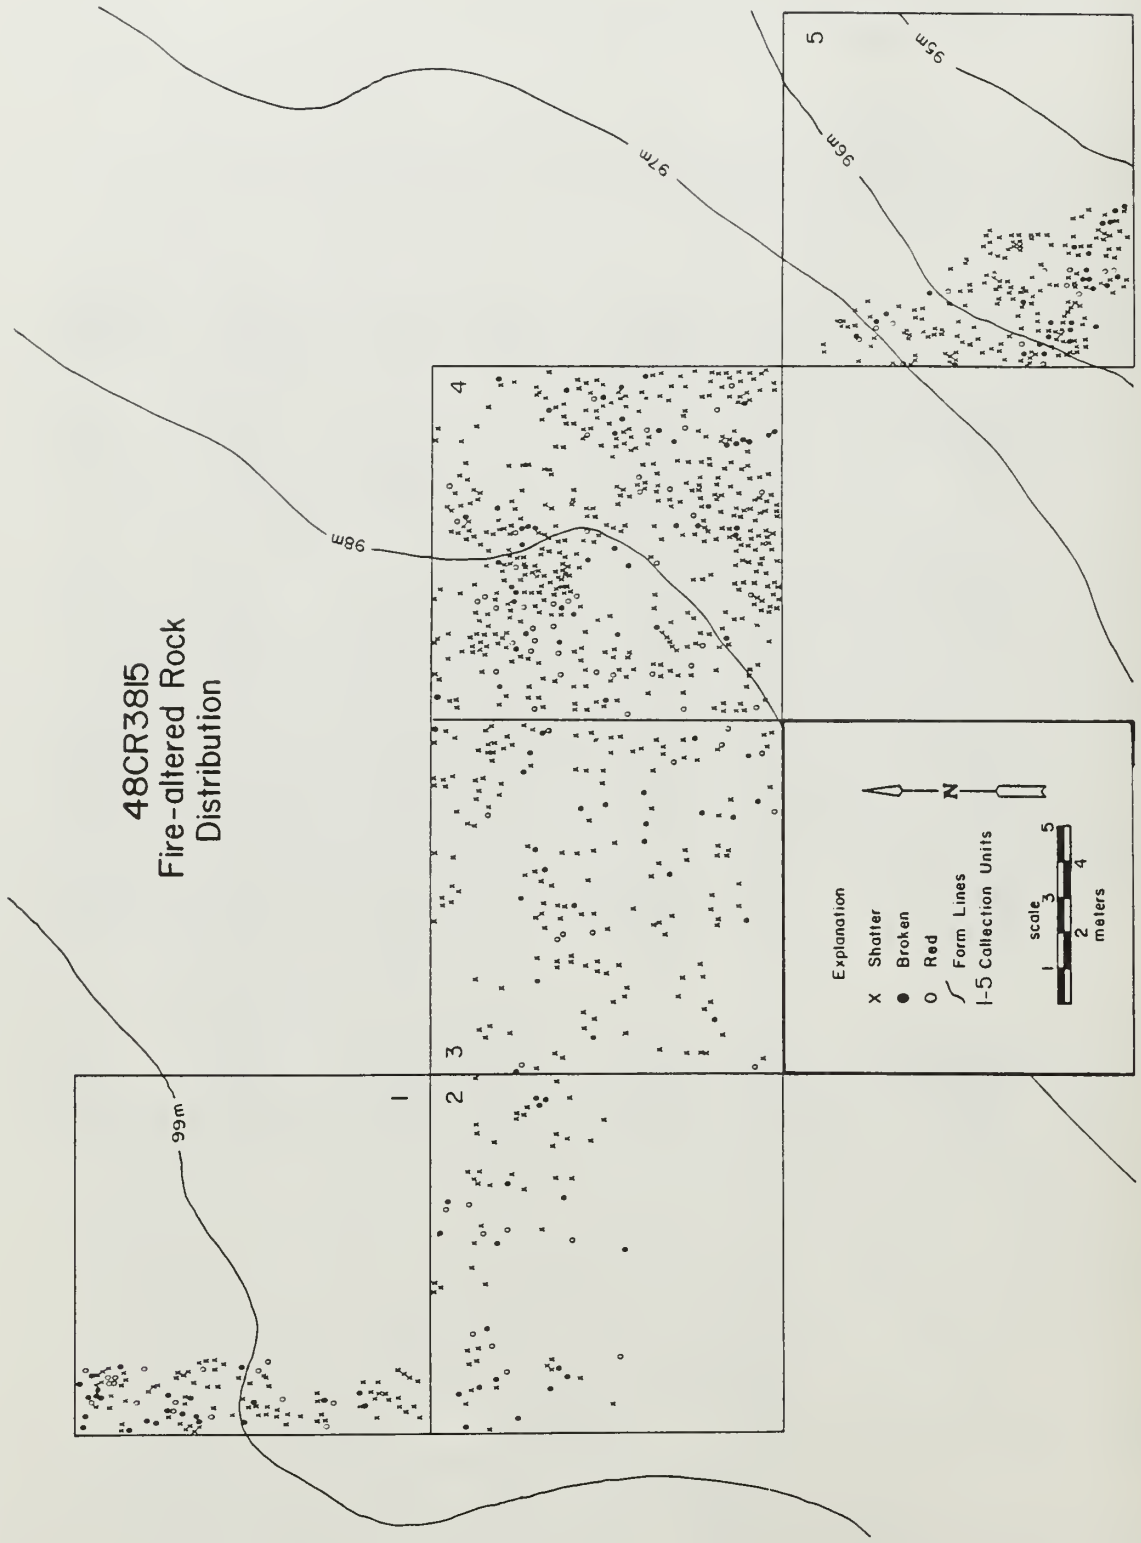 48CR3815
Fire-altered Rock
Distribution
99m
98m
97m
96m
95m
1
2
3
4
5
Explanation
X Shatter
● Broken
O Red
Form Lines
1-5 Collection Units
N
scale
1 3 5
2 4
meters